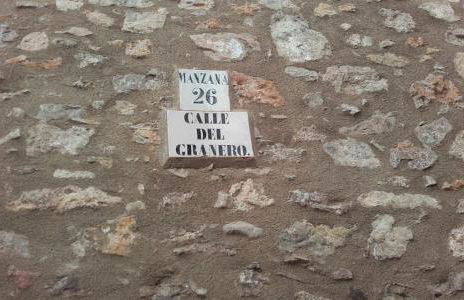 MANZANA
26
CALLE
DEL
GRANERO.